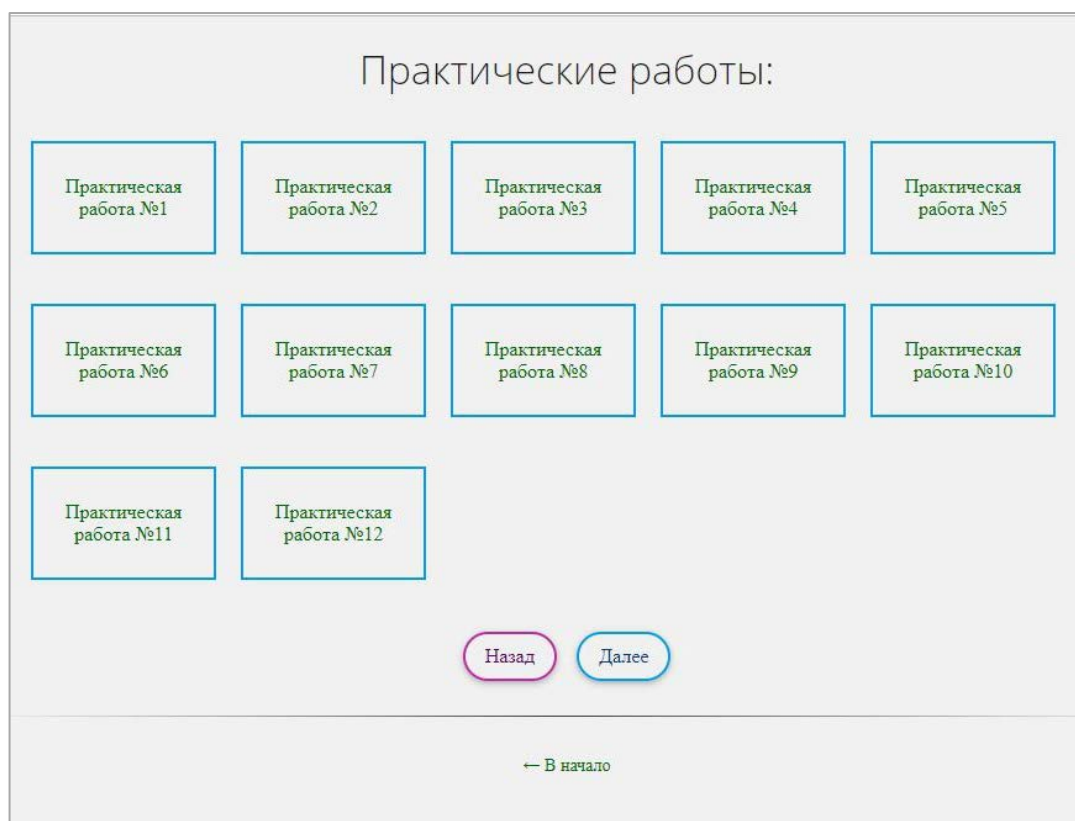 Практические работы:
Практическая
работа №1
Практическая
работа №2
Практическая
работа №3
Практическая
работа №4
Практическая
работа №5
Практическая
работа №6
Практическая
работа №7
Практическая
работа №8
Практическая
работа №9
Практическая
работа №10
Практическая
работа №11
Практическая
работа №12
Назад
Далее
← В начало